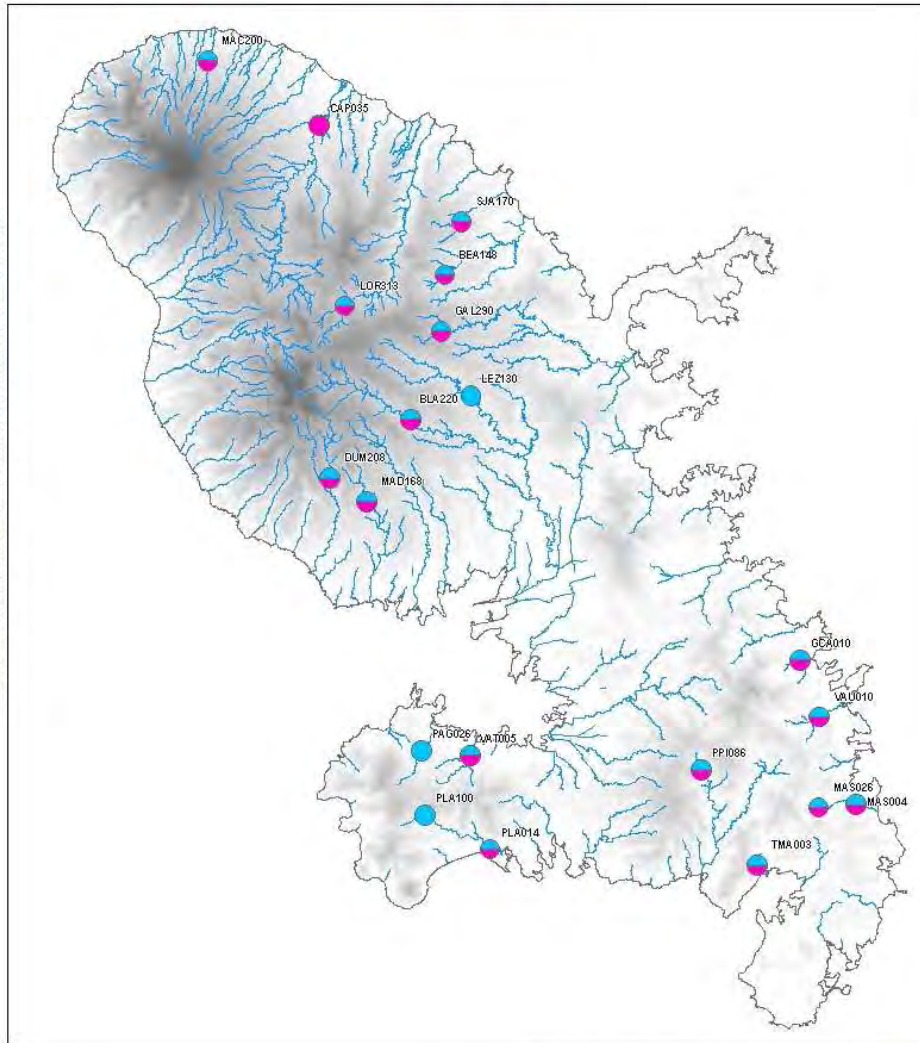 MAC200
CAP035
SJA170
BEA148
LOR313
GAL290
LEZ130
BLA220
DUM208
MAD168
GCA010
VAU010
PAG026
VAT005
PPI086
MAS026
MAS004
PLA100
PLA014
TMA003